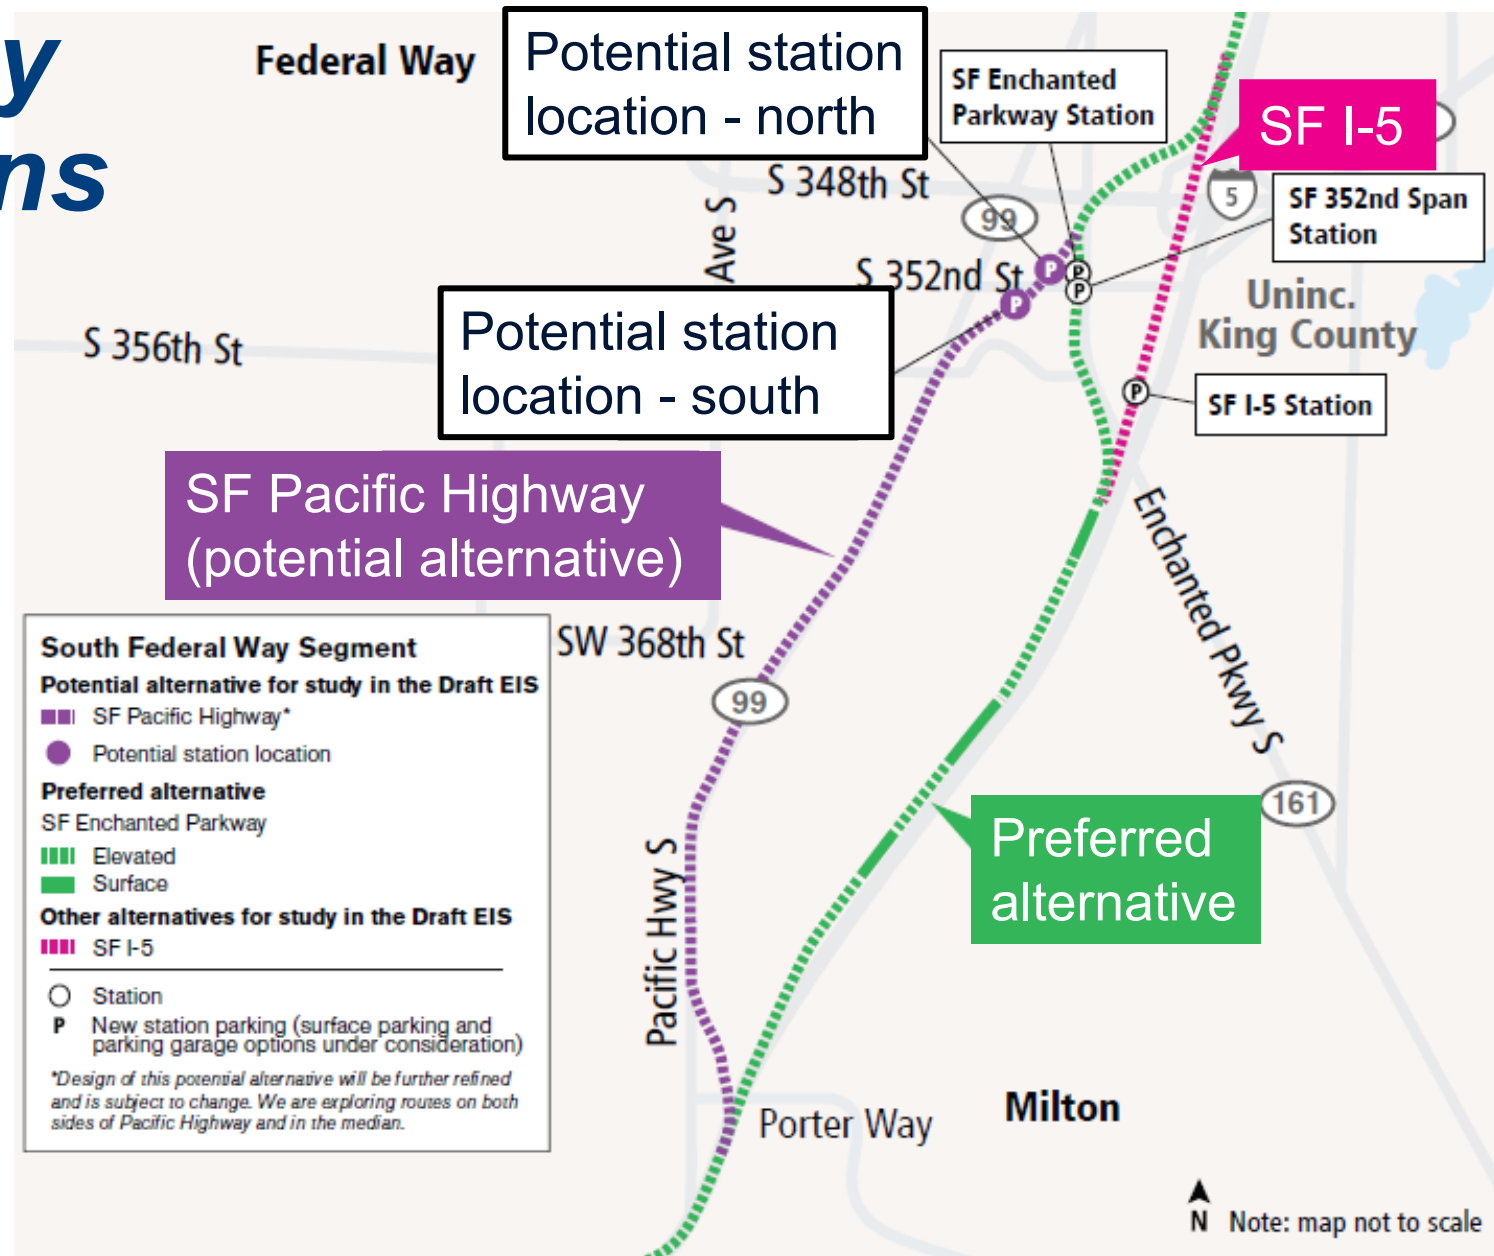 y
ns
Federal Way
Potential station
location - north
SF Enchanted
Parkway Station
SF I-5
S 348th St
99
5
SF 352nd Span
Station
Ave S
S 352nd St
P
P
P
P
Uninc.
King County
Potential station
location - south
S 356th St
P
SF I-5 Station
SF Pacific Highway
(potential alternative)
Enchanted Pkwy S
South Federal Way Segment
Potential alternative for study in the Draft EIS
SF Pacific Highway*
Potential station location
Preferred alternative
SF Enchanted Parkway
Elevated
Surface
Other alternatives for study in the Draft EIS
SF I-5
Station
P New station parking (surface parking and
parking garage options under consideration)
*Design of this potential alternative will be further refined
and is subject to change. We are exploring routes on both
sides of Pacific Highway and in the median.
SW 368th St
99
161
Preferred
alternative
Pacific Hwy S
Porter Way
Milton
N Note: map not to scale